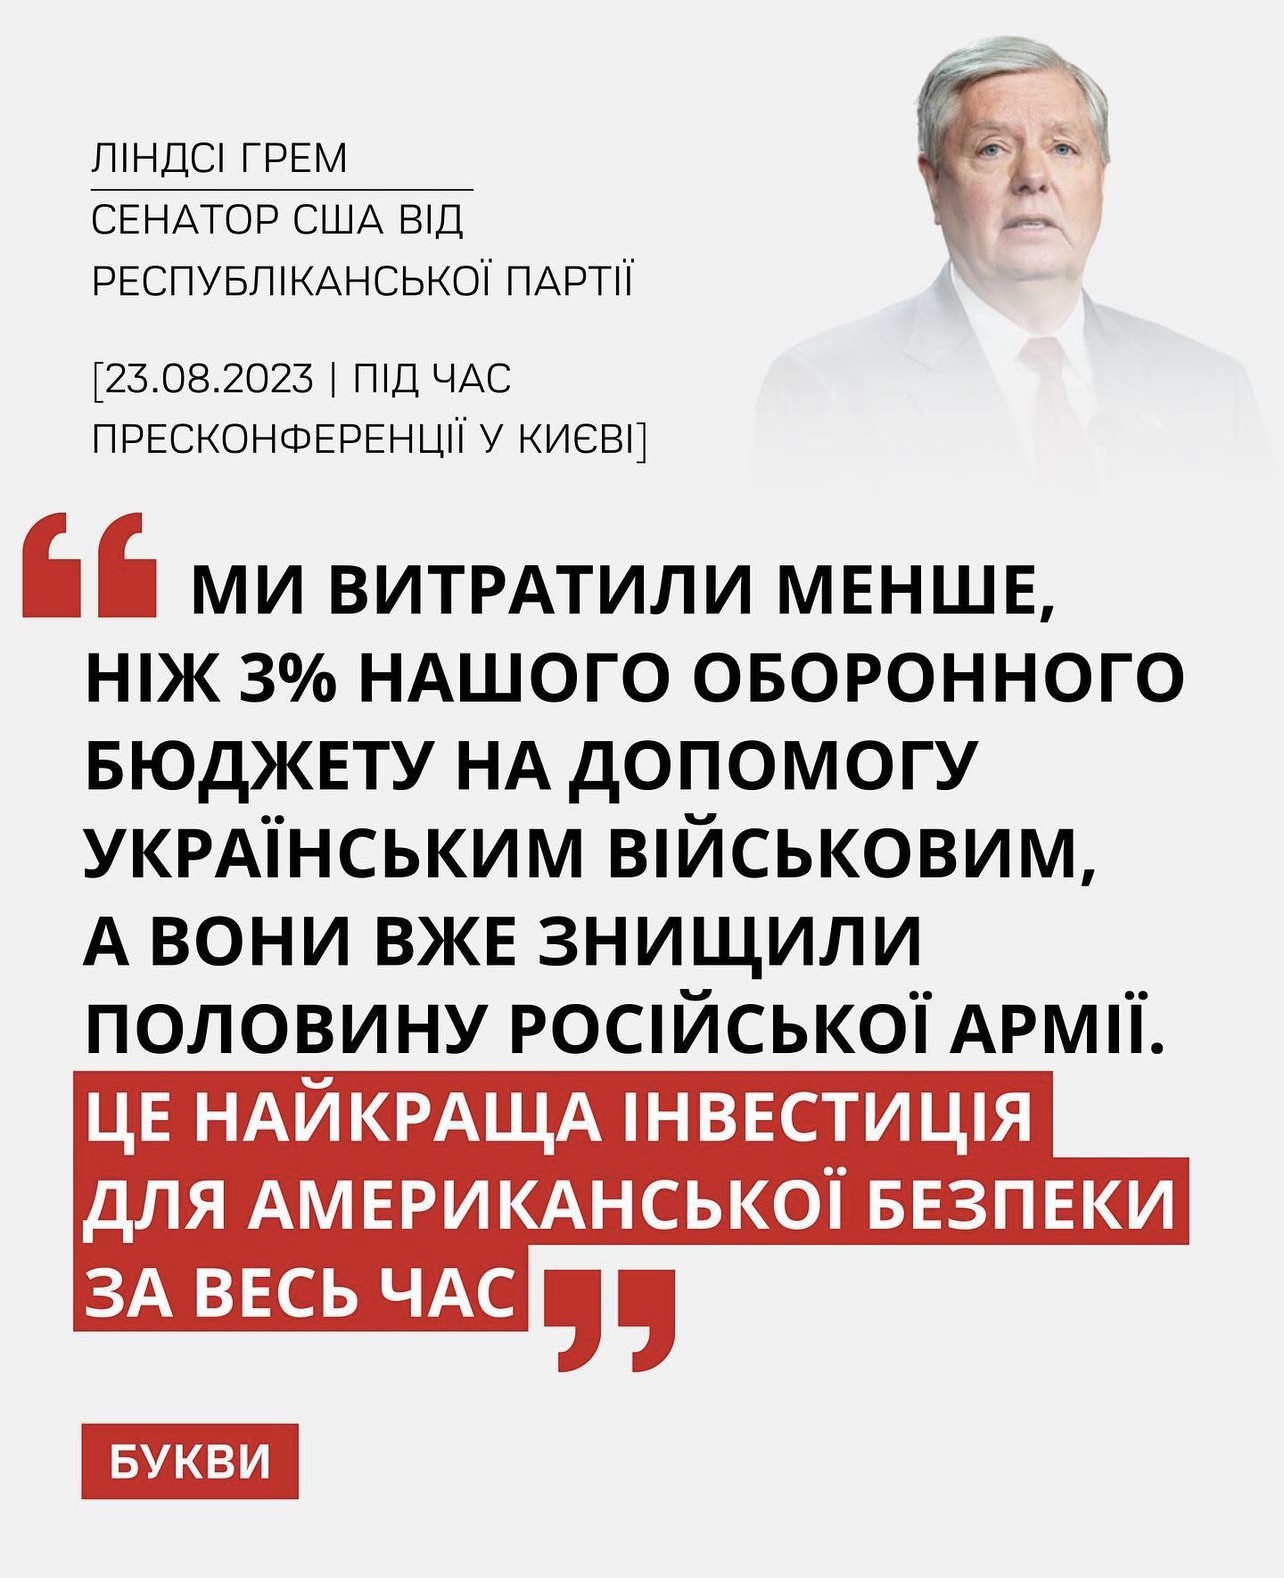 ЛІНДСІ ГРЕМ
СЕНАТОР США ВІД
РЕСПУБЛІКАНСЬКОЇ ПАРТІЇ
[23.08.2023 | ПІД ЧАС
ПРЕСКОНФЕРЕНЦІЇ У КИЄВІ]
“ МИ ВИТРАТИЛИ МЕНШЕ,
НІЖ 3% НАШОГО ОБОРОННОГО
БЮДЖЕТУ НА ДОПОМОГУ
УКРАЇНСЬКИМ ВІЙСЬКОВИМ,
А ВОНИ ВЖЕ ЗНИЩИЛИ
ПОЛОВИНУ РОСІЙСЬКОЇ АРМІЇ.
ЦЕ НАЙКРАЩА ІНВЕСТИЦІЯ
ДЛЯ АМЕРИКАНСЬКОЇ БЕЗПЕКИ
ЗА ВЕСЬ ЧАС ”
БУКВИ